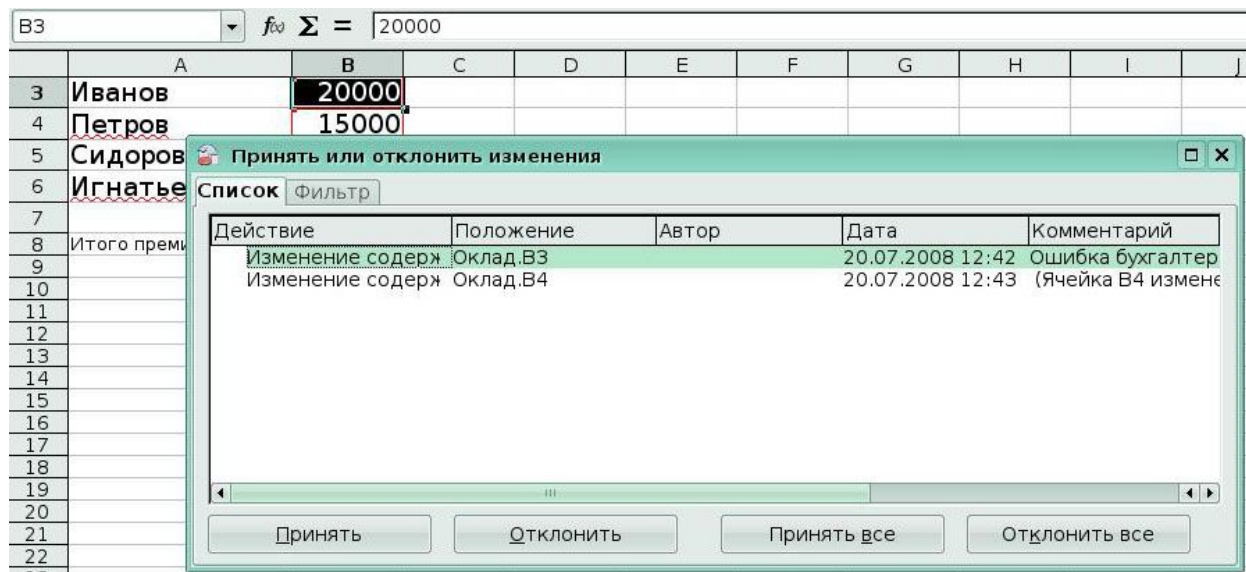 B3 f(x) Σ = 20000
A B C D E F G H I J
3 Иванов 20000
4 Петров 15000
5 Сидоров
Принять или отклонить изменения
6 Игнатье
Список Фильтр
7
Действие Положение Автор Дата Комментарий
8 Итого преми
Изменение содерж Оклад.B3 20.07.2008 12:42 Ошибка бухгалтер
9
Изменение содерж Оклад.B4 20.07.2008 12:43 (Ячейка B4 измене
10
11
12
13
14
15
16
17
18
19
20
21
Принять Отклонить Принять все Отклонить все
22